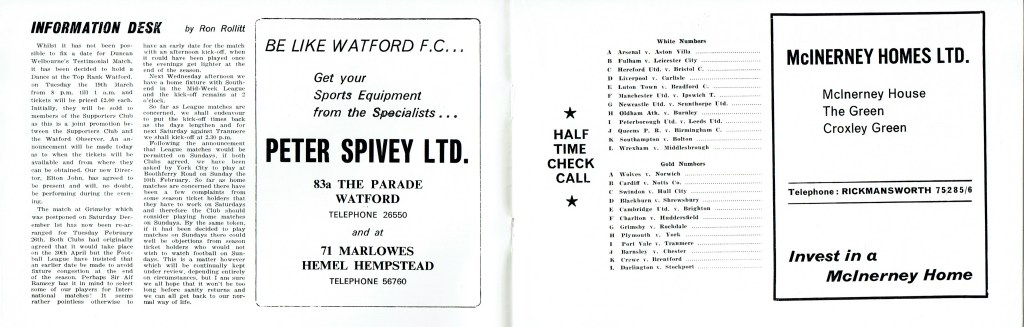 INFORMATION DESK by Ron Rollitt
Whilst it has not been pos-
sible to fix a date for Duncan
Welbourne's Testimonial Match,
it has been decided to hold a
Dance at the Top Rank Watford,
on Tuesday the 19th March
from 8 p.m. till 1 a.m. and
tickets will be priced £2.00 each.
Initially, they will be sold to
members of the Supporters Club
as this is a joint promotion be-
tween the Supporters Club and
the Watford Observer. An an-
nouncement will be made today
as to when the tickets will be
available and from where they
can be obtained. Our new Direc-
tor, Elton John, has agreed to
be present and will, no doubt,
be performing during the even-
ing.
The match at Grimsby which
was postponed on Saturday Dec-
ember 1st has now been re-ar-
ranged for Tuesday February
26th. Both Clubs had originally
agreed that it would take place
on the 30th April but the Foot-
ball League have insisted that
an earlier date be made to avoid
fixture congestion at the end
of the season. Perhaps Sir Alf
Ramsey has it in mind to select
some of our players for Inter-
national matches! It seems
rather pointless otherwise to
have an early date for the match
with an afternoon kick-off, when
it could have been played once
the evenings get lighter at the
end of the season.
Next Wednesday afternoon we
have a home fixture with South-
end in the Mid-Week League
and the kick-off remains at 2
o'clock.
So far as League matches are
concerned, we shall endeavour
to put the kick-off times back
as the days lengthen and for
next Saturday against Tranmere
we shall kick-off at 2.30 p.m.
Following the announcement
that League matches would be
permitted on Sundays, if both
Clubs agreed, we have been
asked by York City to play at
Boothferry Road on Sunday the
10th February. So far as home
matches are concerned there have
been a few complaints from
some season ticket holders that
they have to work on Saturdays
and therefore the Club should
consider playing home matches
on Sundays. By the same token,
if it had been decided to play
matches on Sundays there could
well be objections from season
ticket holders who would not
wish to watch football on Sun-
days. This is a matter however
which will be continually kept
under review, depending entirely
on circumstances, but I am sure
we all hope that it won't be too
long before sanity returns and
we can all get back to our nor-
mal way of life.
BE LIKE WATFORD F.C...
Get your
Sports Equipment
from the Specialists...
PETER SPIVEY LTD.
83a THE PARADE
WATFORD
TELEPHONE 26550
and at
71 MARLOWES
HEMEL HEMPSTEAD
TELEPHONE 56760
★
HALF
TIME
CHECK
CALL
★
White Numbers
A Arsenal v. Aston Villa
B Fulham v. Leicester City
C Hereford Utd. v. Bristol C.
D Liverpool v. Carlisle
E Luton Town v. Bradford C.
F Manchester Utd. v. Ipswich T.
G Newcastle Utd. v. Scunthorpe Utd.
H Oldham Ath. v. Burnley
I Peterborough Utd. v. Leeds Utd.
J Queens P. R. v. Birmingham C.
K Southampton v. Bolton
L Wrexham v. Middlesbrough
Gold Numbers
A Wolves v. Norwich
B Cardiff v. Notts Co.
C Swindon v. Hull City
D Blackburn v. Shrewsbury
E Cambridge Utd. v. Brighton
F Charlton v. Huddersfield
G Grimsby v. Rochdale
H Plymouth v. York
I Port Vale v. Tranmere
J Barnsley v. Chester
K Crewe v. Brentford
L Darlington v. Stockport
McINERNEY HOMES LTD.
McInerney House
The Green
Croxley Green
Telephone: RICKMANSWORTH 75285/6
Invest in a
McInerney Home